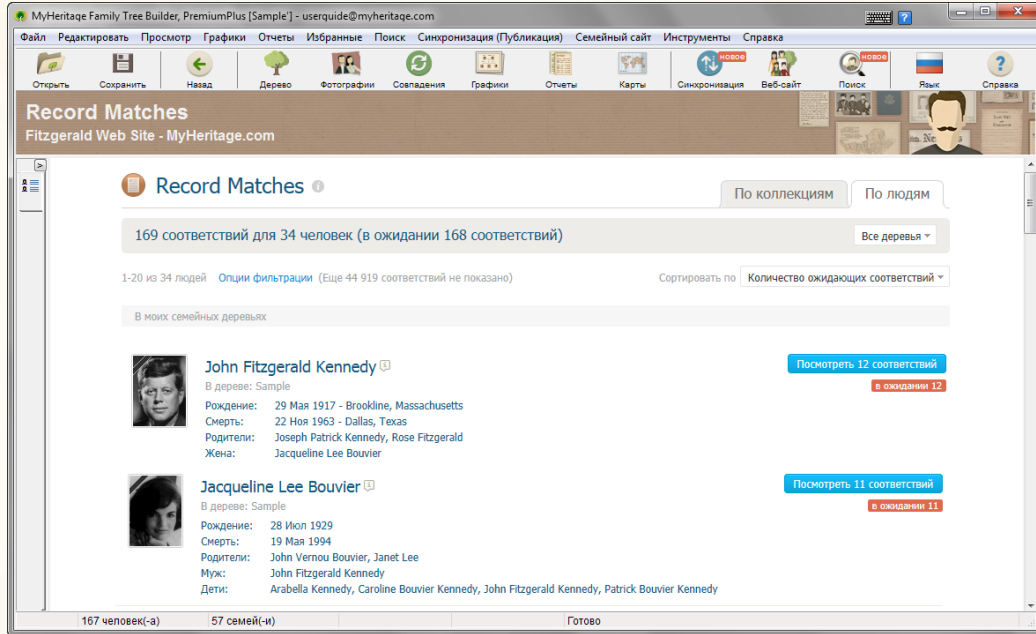 MyHeritage Family Tree Builder, PremiumPlus [Sample'] - userquide@myheritage.com
Файл Редактировать Просмотр Графики Отчеты Избранные Поиск Синхронизация (Публикация) Семейный сайт Инструменты Справка
НОВОЕ НОВОЕ
Открыть Сохранить Назад Дерево Фотографии Совпадения Графики Отчеты Карты Синхронизация Веб-сайт Поиск Язык Справка
Record Matches
Fitzgerald Web Site - MyHeritage.com
Record Matches
По коллекциям По людям
169 соответствий для 34 человек (в ожидании 168 соответствий) Все деревья
1-20 из 34 людей Опции фильтрации (Еще 44 919 соответствий не показано) Сортировать по Количество ожидающих соответствий
В моих семейных деревьях
John Fitzgerald Kennedy Посмотреть 12 соответствий
В дереве: Sample в ожидании 12
Рождение: 29 Мая 1917 - Brookline, Massachusetts
Смерть: 22 Ноя 1963 - Dallas, Texas
Родители: Joseph Patrick Kennedy, Rose Fitzgerald
Жена: Jacqueline Lee Bouvier
Jacqueline Lee Bouvier Посмотреть 11 соответствий
В дереве: Sample в ожидании 11
Рождение: 28 Июл 1929
Смерть: 19 Мая 1994
Родители: John Vernou Bouvier, Janet Lee
Муж: John Fitzgerald Kennedy
Дети: Arabella Kennedy, Caroline Bouvier Kennedy, John Fitzgerald Kennedy, Patrick Bouvier Kennedy
167 человек(-а) 57 семей(-и) Готово